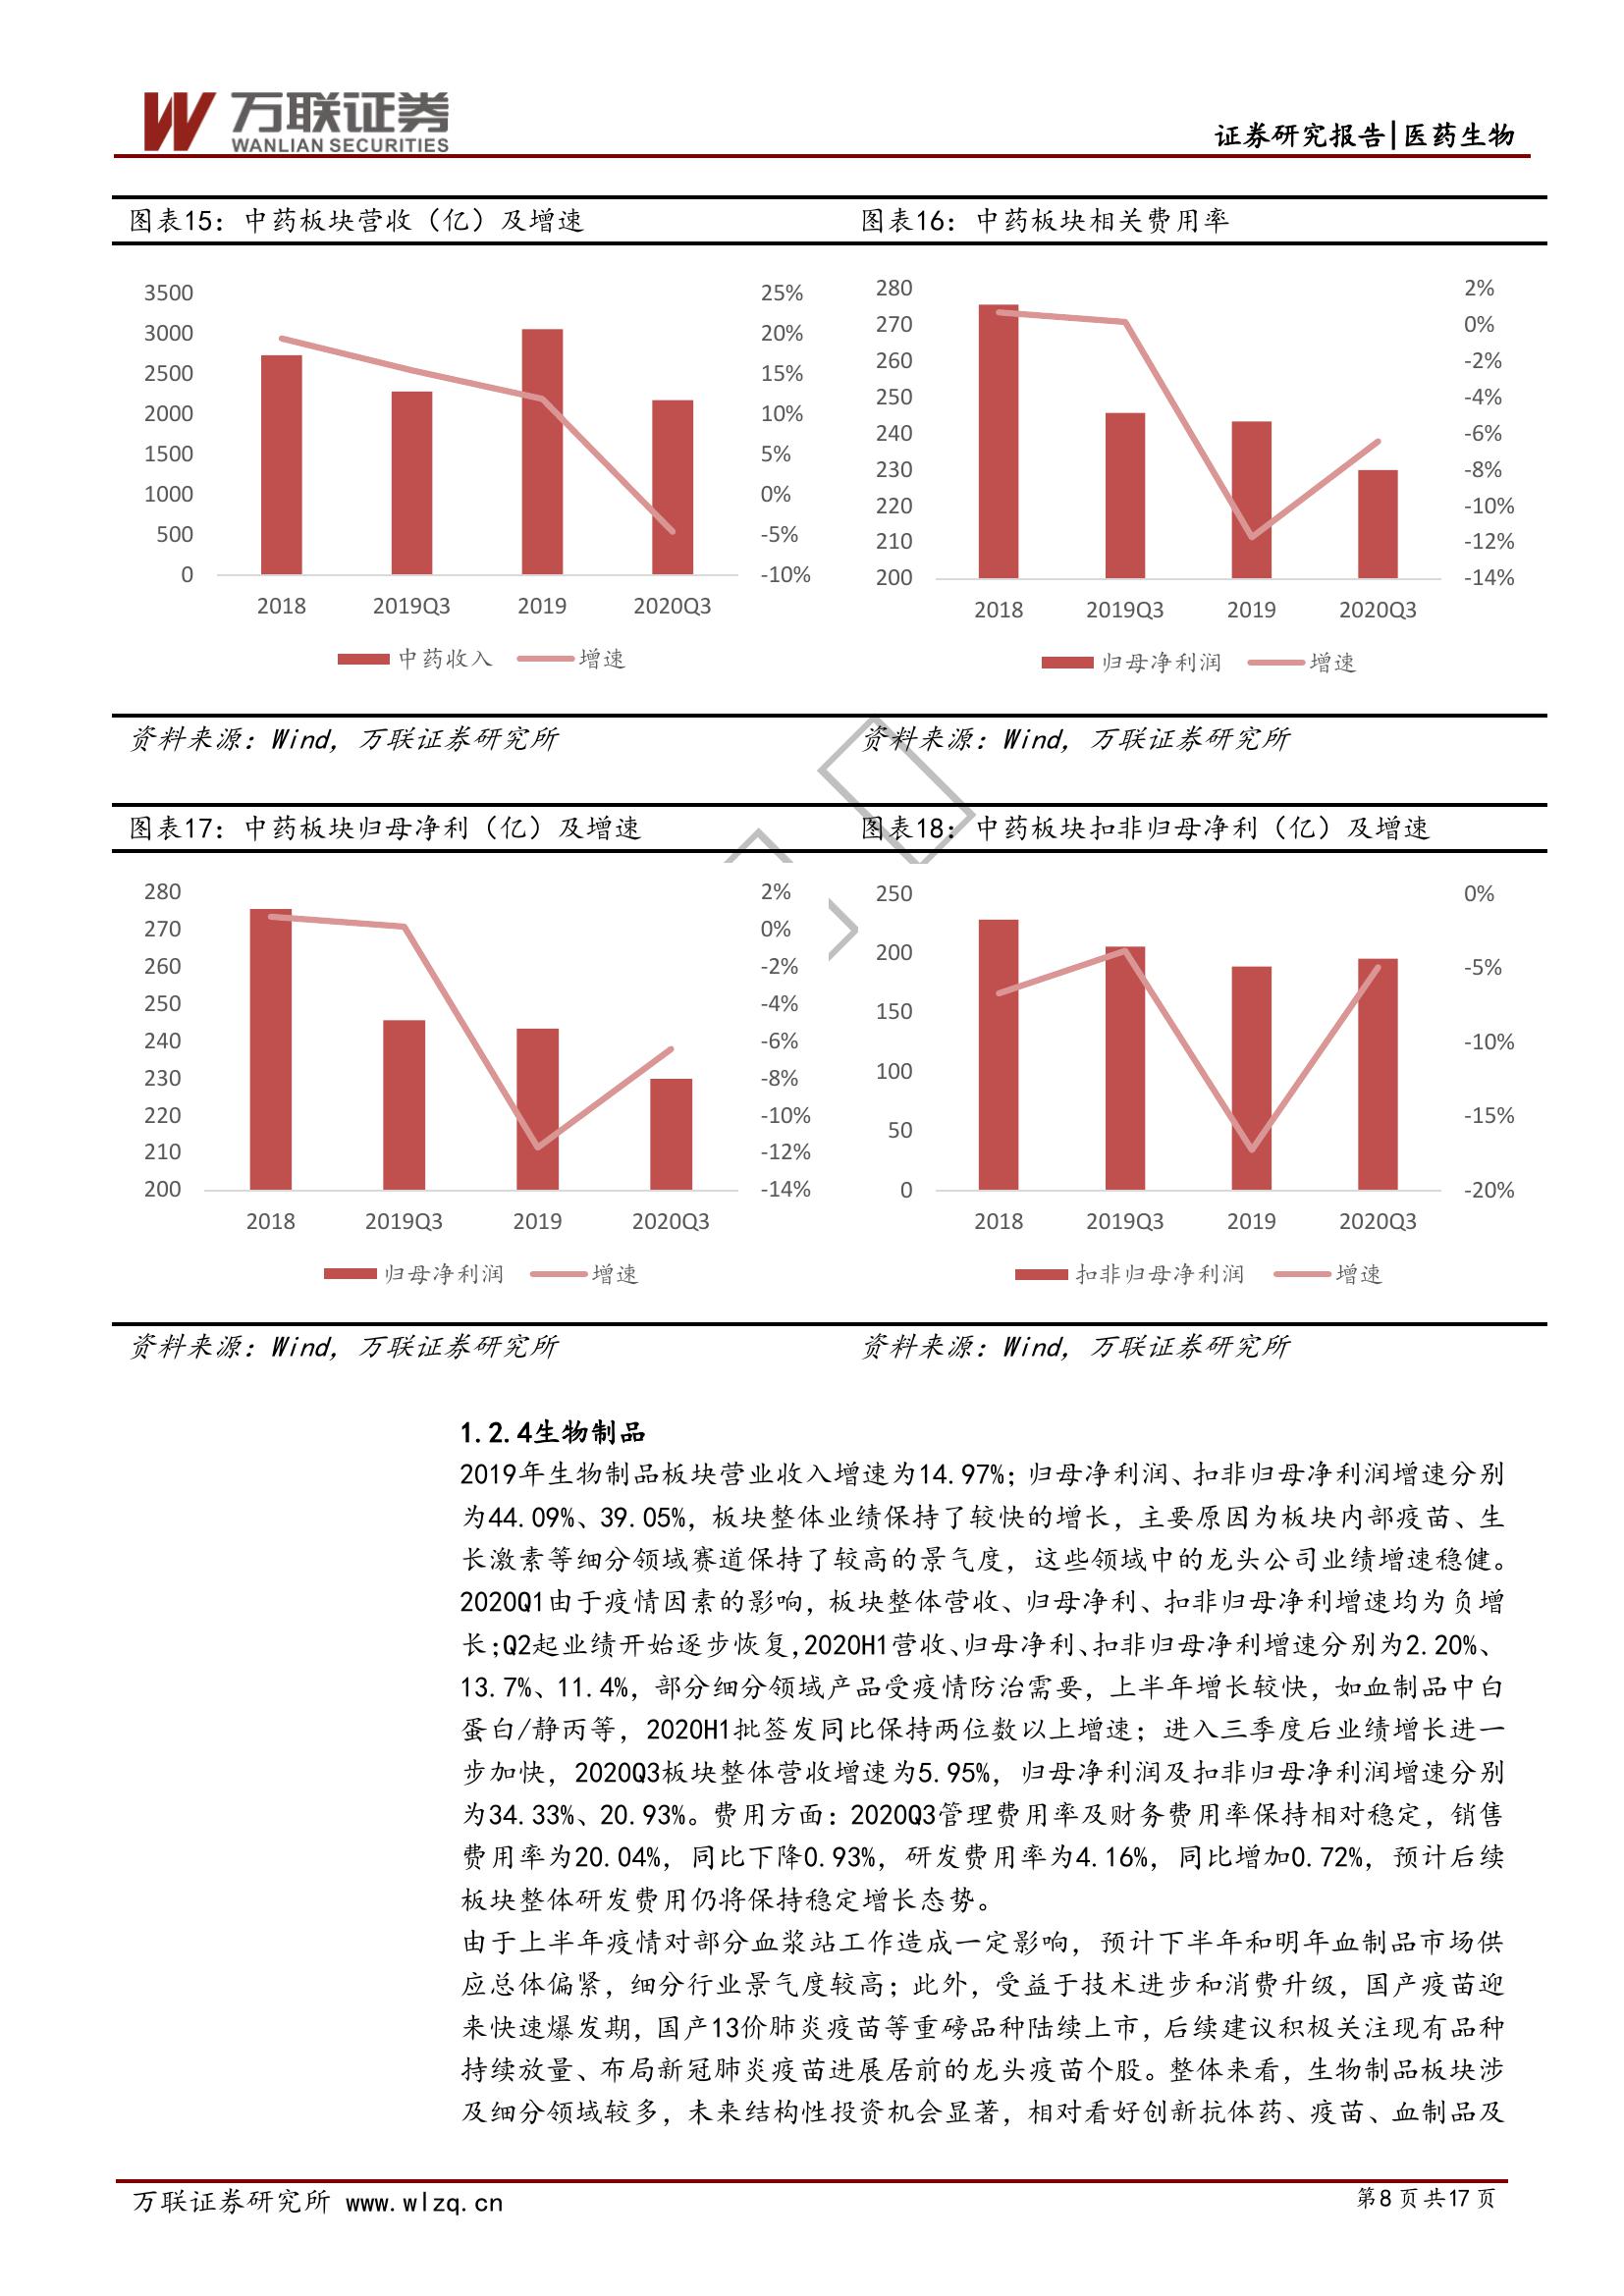 万联证券
WANLIAN SECURITIES
证券研究报告|医药生物
图表15：中药板块营收（亿）及增速
3500
3000
2500
2000
1500
1000
500
0
25%
20%
15%
10%
5%
0%
-5%
-10%
2018 2019Q3 2019 2020Q3
中药收入 增速
资料来源：Wind，万联证券研究所
图表16：中药板块相关费用率
280
270
260
250
240
230
220
210
200
2%
0%
-2%
-4%
-6%
-8%
-10%
-12%
-14%
2018 2019Q3 2019 2020Q3
归母净利润 增速
资料来源：Wind，万联证券研究所
图表17：中药板块归母净利（亿）及增速
280
270
260
250
240
230
220
210
200
2%
0%
-2%
-4%
-6%
-8%
-10%
-12%
-14%
2018 2019Q3 2019 2020Q3
归母净利润 增速
资料来源：Wind，万联证券研究所
图表18：中药板块扣非归母净利（亿）及增速
250
200
150
100
50
0
0%
-5%
-10%
-15%
-20%
2018 2019Q3 2019 2020Q3
扣非归母净利润 增速
资料来源：Wind，万联证券研究所
1.2.4生物制品
2019年生物制品板块营业收入增速为14.97%；归母净利润、扣非归母净利润增速分别
为44.09%、39.05%，板块整体业绩保持了较快的增长，主要原因为板块内部疫苗、生
长激素等细分领域赛道保持了较高的景气度，这些领域中的龙头公司业绩增速稳健。
2020Q1由于疫情因素的影响，板块整体营收、归母净利、扣非归母净利增速均为负增
长；Q2起业绩开始逐步恢复，2020H1营收、归母净利、扣非归母净利增速分别为2.20%、
13.7%、11.4%，部分细分领域产品受疫情防治需要，上半年增长较快，如血制品中白
蛋白/静丙等，2020H1批签发同比保持两位数以上增速；进入三季度后业绩增长进一
步加快，2020Q3板块整体营收增速为5.95%，归母净利润及扣非归母净利润增速分别
为34.33%、20.93%。费用方面：2020Q3管理费用率及财务费用率保持相对稳定，销售
费用率为20.04%，同比下降0.93%，研发费用率为4.16%，同比增加0.72%，预计后续
板块整体研发费用仍将保持稳定增长态势。
由于上半年疫情对部分血浆站工作造成一定影响，预计下半年和明年血制品市场供
应总体偏紧，细分行业景气度较高；此外，受益于技术进步和消费升级，国产疫苗迎
来快速爆发期，国产13价肺炎疫苗等重磅品种陆续上市，后续建议积极关注现有品种
持续放量、布局新冠肺炎疫苗进展居前的龙头疫苗个股。整体来看，生物制品板块涉
及细分领域较多，未来结构性投资机会显著，相对看好创新抗体药、疫苗、血制品及
万联证券研究所 www.wlzq.cn
第8页共17页